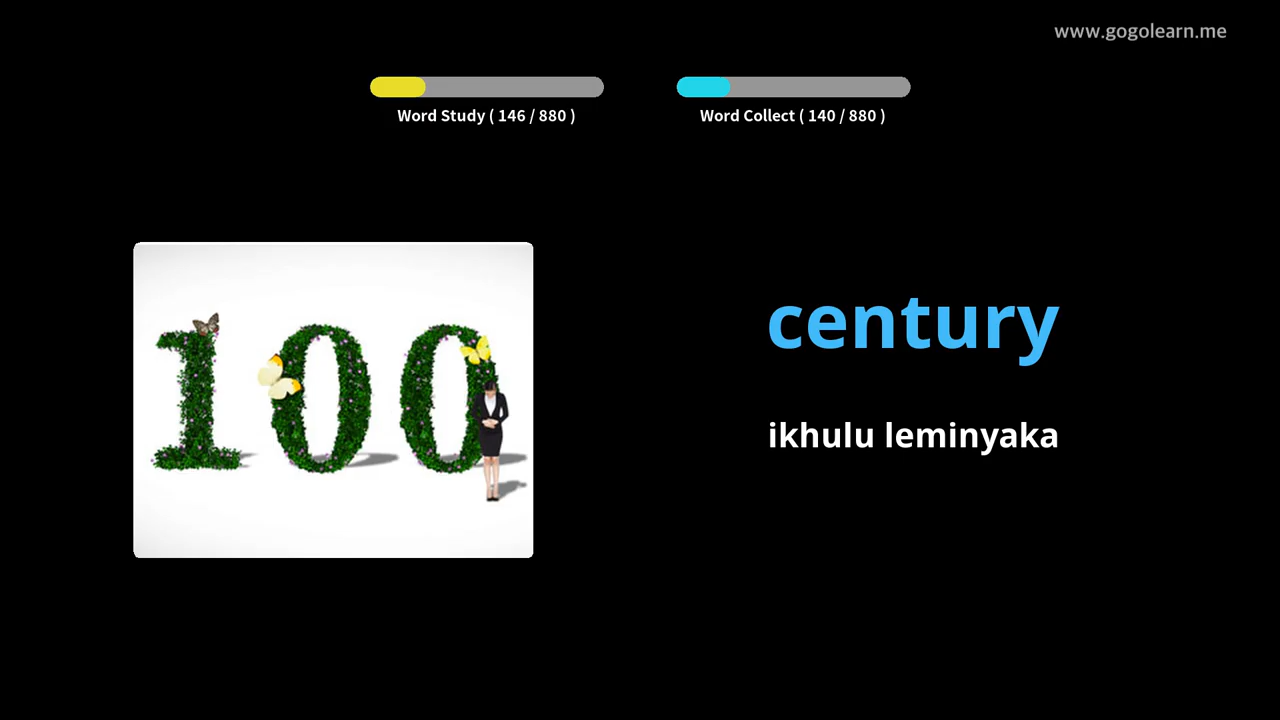 www.gogolearn.me
Word Study ( 146 / 880 )
Word Collect ( 140 / 880 )
100
century
ikhulu leminyaka